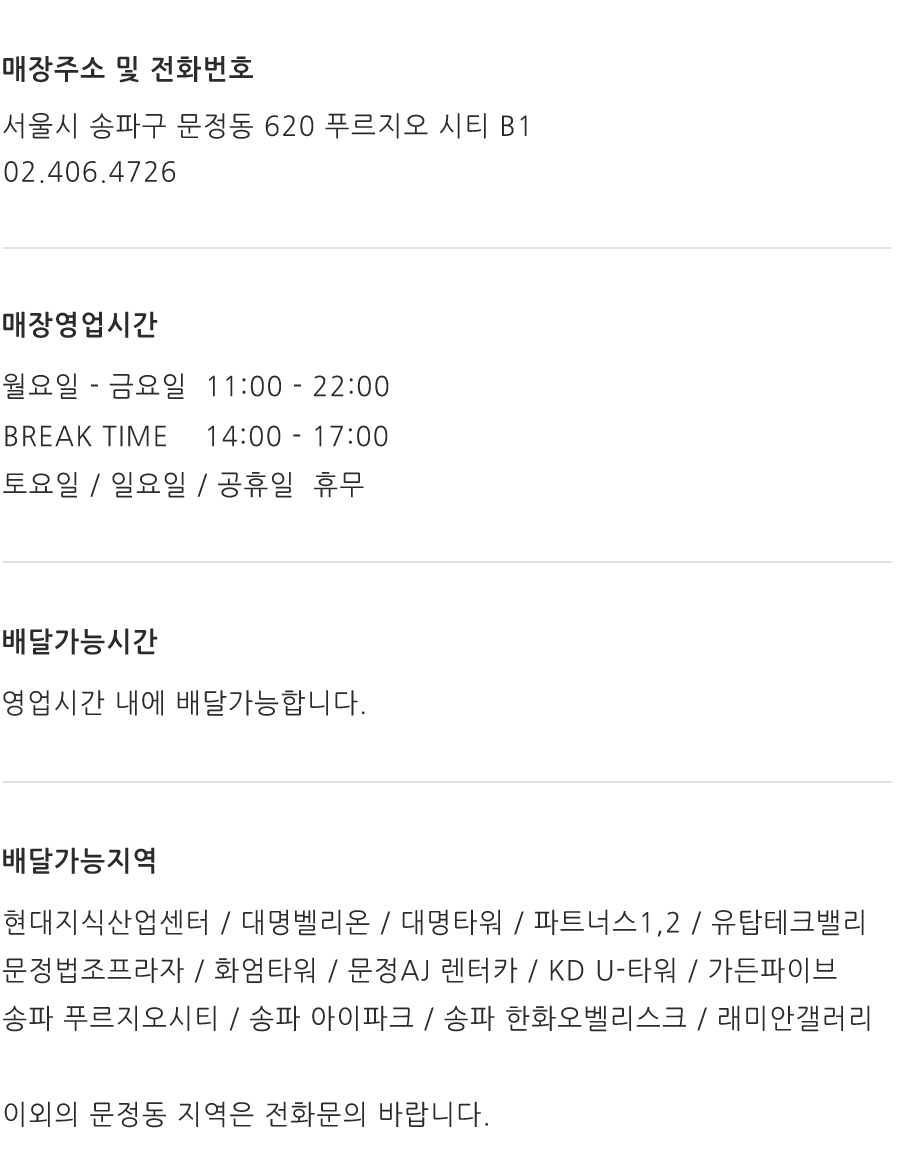 매장주소 및 전화번호
서울시 송파구 문정동 620 푸르지오 시티 B1
02.406.4726
매장영업시간
월요일 - 금요일 11:00 - 22:00
BREAK TIME 14:00 - 17:00
토요일 / 일요일 / 공휴일 휴무
배달가능시간
영업시간 내에 배달가능합니다.
배달가능지역
현대지식산업센터 / 대명벨리온 / 대명타워 / 파트너스1,2 / 유탑테크밸리
문정법조프라자 / 화엄타워 / 문정AJ 렌터카 / KD U-타워 / 가든파이브
송파 푸르지오시티 / 송파 아이파크 / 송파 한화오벨리스크 / 래미안갤러리
이외의 문정동 지역은 전화문의 바랍니다.